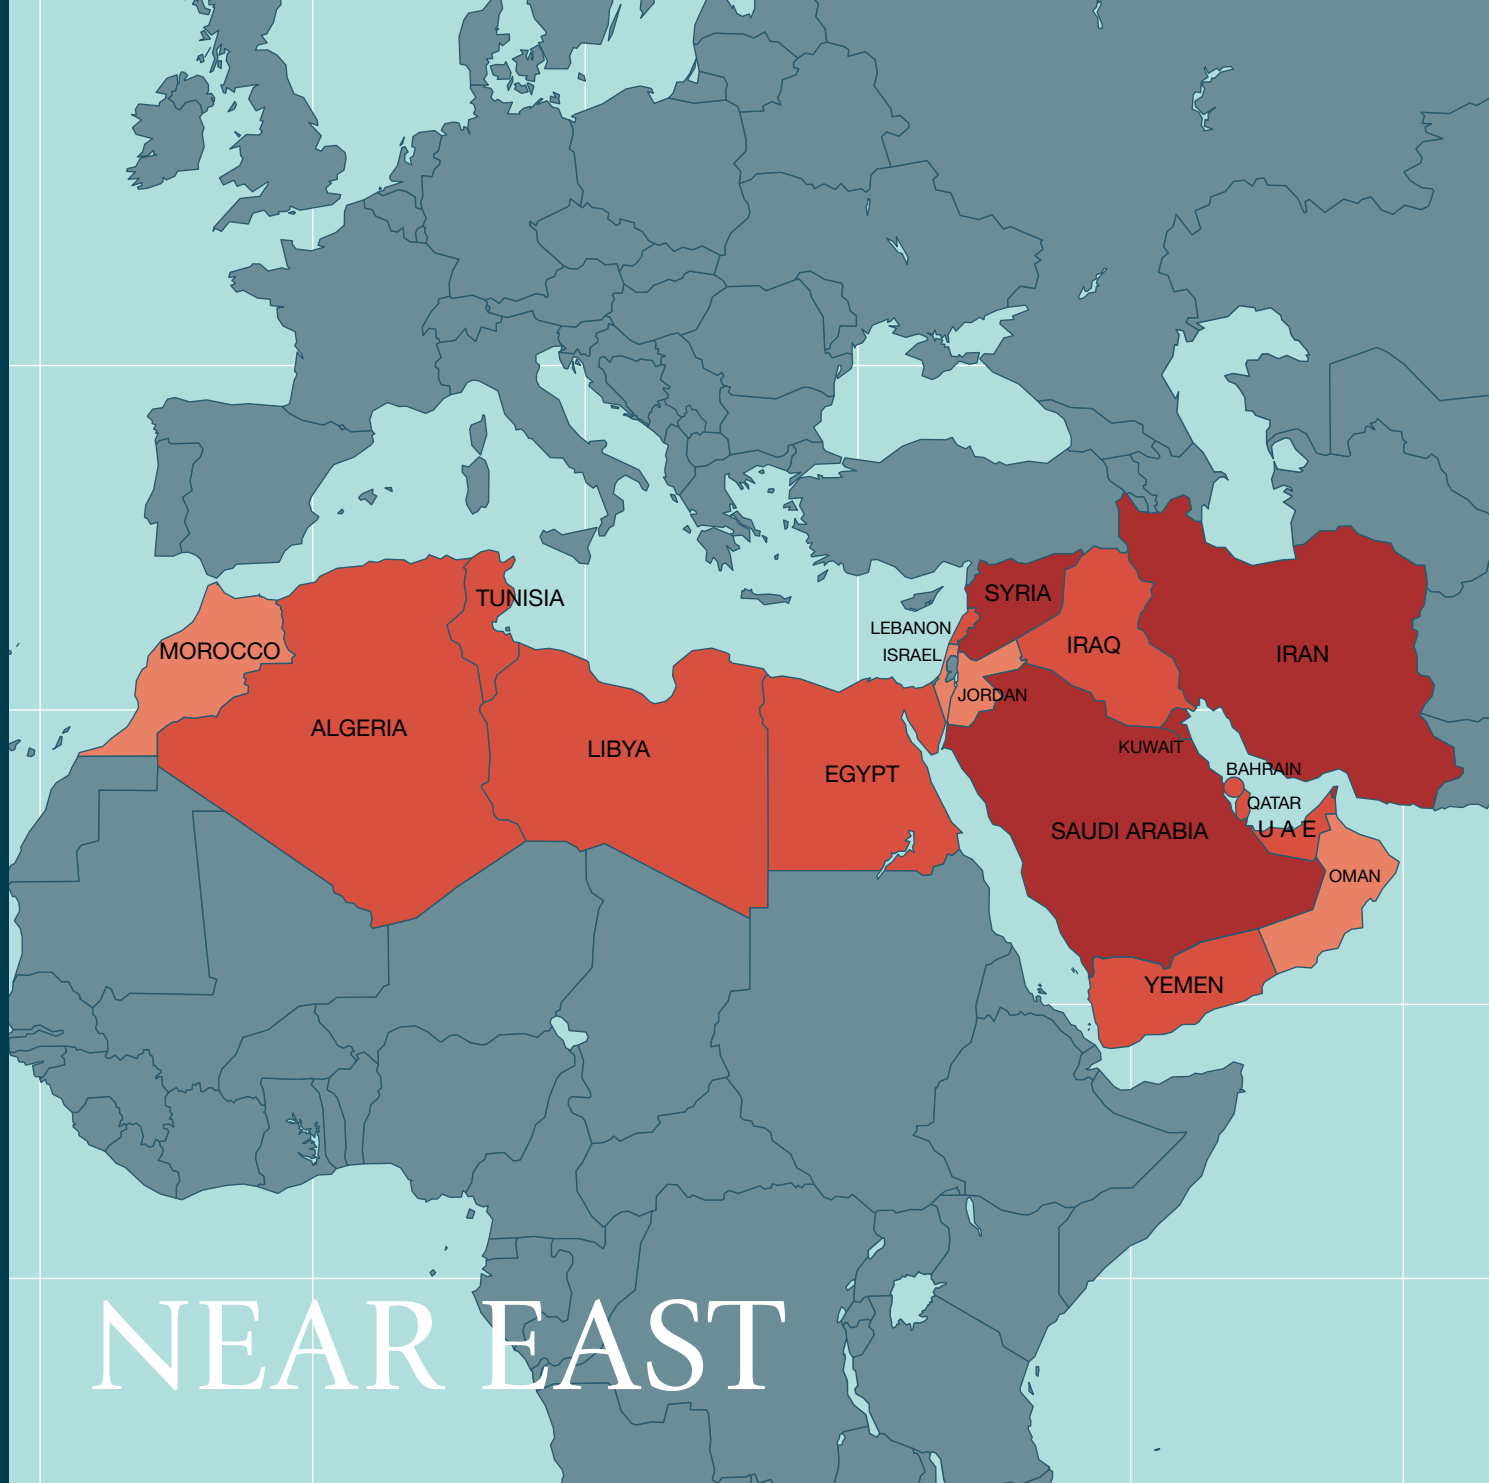 TUNISIA
SYRIA
LEBANON
IRAQ
MOROCCO
ISRAEL
IRAN
JORDAN
ALGERIA
LIBYA
KUWAIT
EGYPT
BAHRAIN
QATAR
SAUDI ARABIA
U A E
OMAN
YEMEN
NEAR EAST